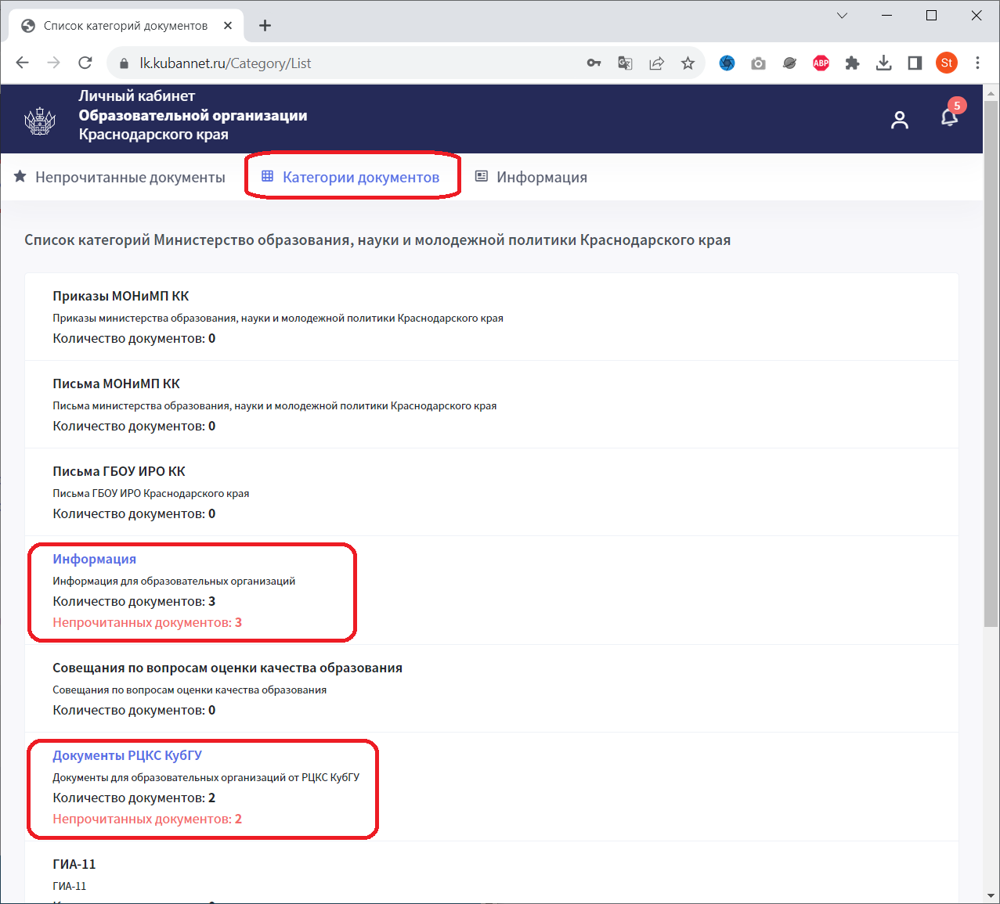 Список категорий документов
lk.kubannet.ru/Category/List
ABP
St
Личный кабинет
Образовательной организации
Краснодарского края
5
Непрочитанные документы
Категории документов
Информация
Список категорий Министерство образования, науки и молодежной политики Краснодарского края
Приказы МОНиМП КК
Приказы министерства образования, науки и молодежной политики Краснодарского края
Количество документов: 0
Письма МОНиМП КК
Письма министерства образования, науки и молодежной политики Краснодарского края
Количество документов: 0
Письма ГБОУ ИРО КК
Письма ГБОУ ИРО Краснодарского края
Количество документов: 0
Информация
Информация для образовательных организаций
Количество документов: 3
Непрочитанных документов: 3
Совещания по вопросам оценки качества образования
Совещания по вопросам оценки качества образования
Количество документов: 0
Документы РЦКС КубГУ
Документы для образовательных организаций от РЦКС КубГУ
Количество документов: 2
Непрочитанных документов: 2
ГИА-11
ГИА-11